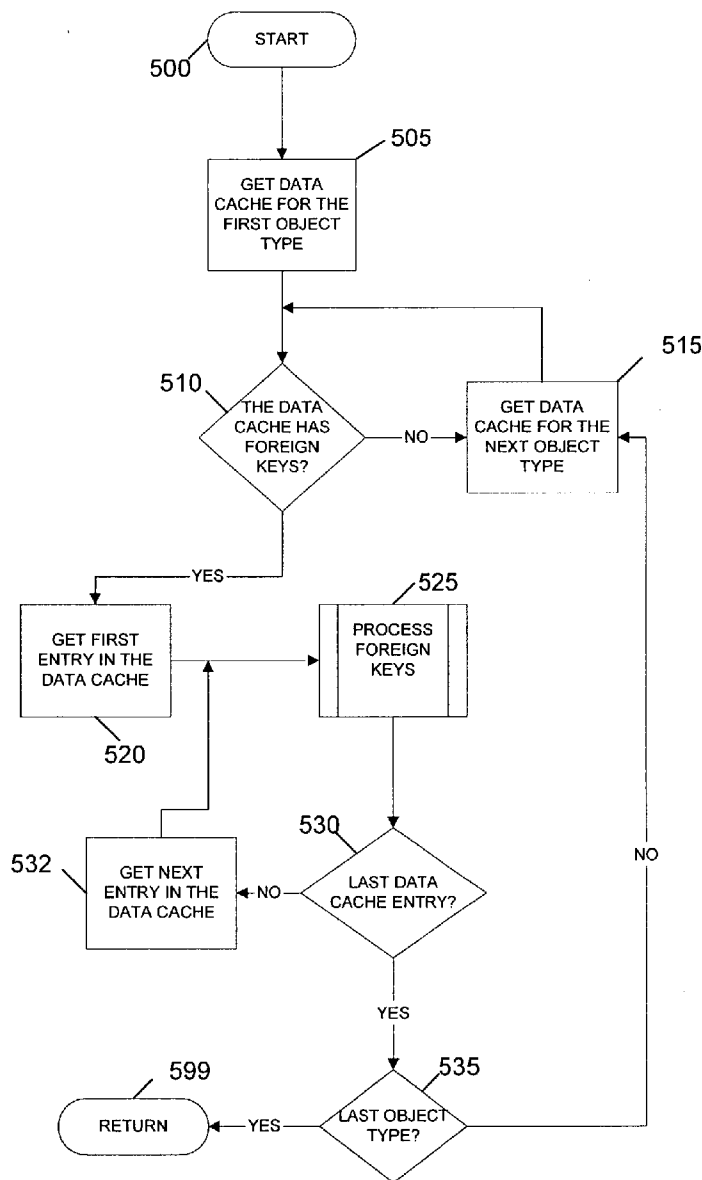 START
500
505
GET DATA
CACHE FOR THE
FIRST OBJECT
TYPE
515
510
THE DATA
CACHE HAS
FOREIGN
KEYS?
NO
GET DATA
CACHE FOR THE
NEXT OBJECT
TYPE
YES
525
GET FIRST
ENTRY IN THE
DATA CACHE
PROCESS
FOREIGN
KEYS
520
530
532
GET NEXT
ENTRY IN THE
DATA CACHE
NO
LAST DATA
CACHE ENTRY?
NO
YES
599
535
RETURN
YES
LAST OBJECT
TYPE?